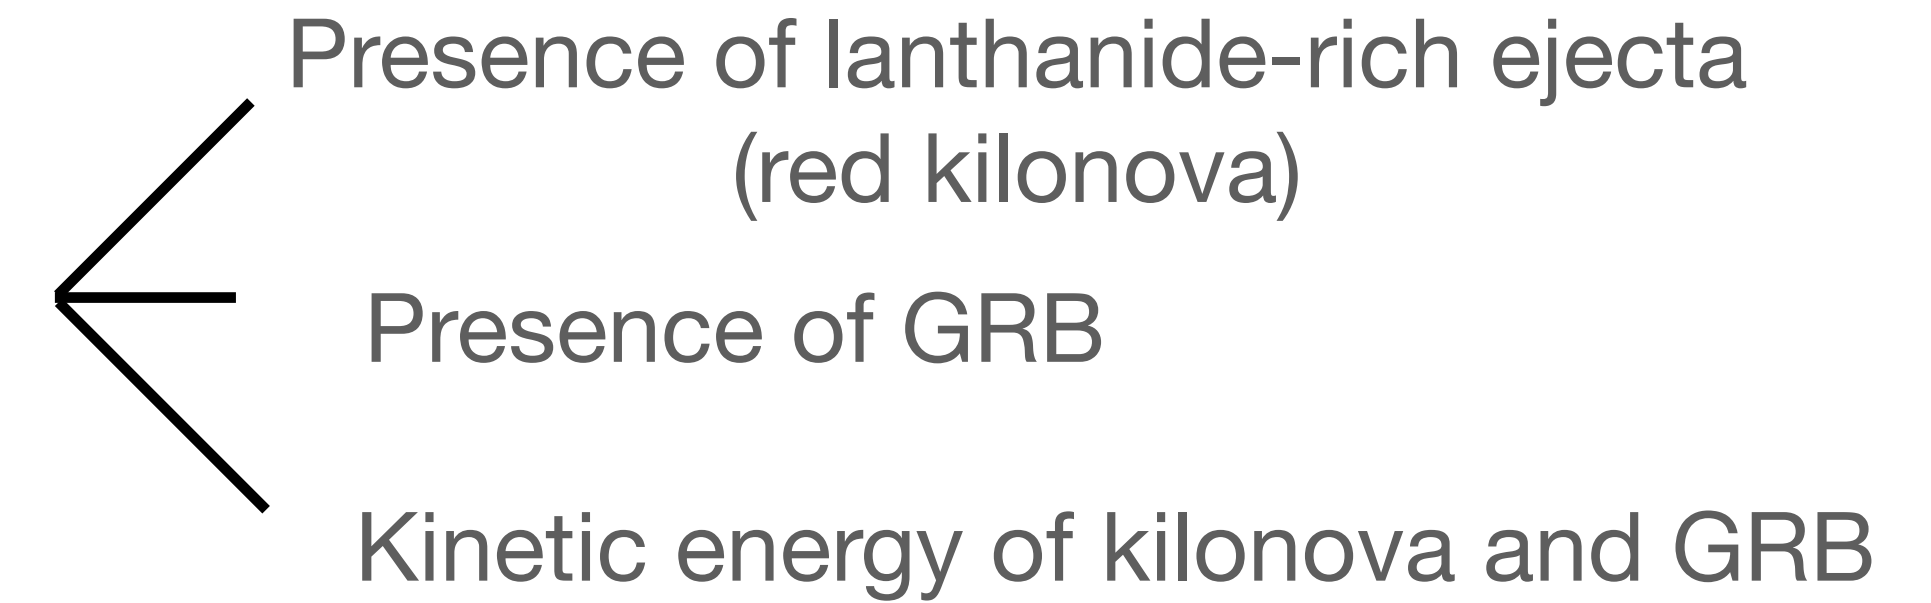 Presence of lanthanide-rich ejecta
(red kilonova)
Presence of GRB
Kinetic energy of kilonova and GRB